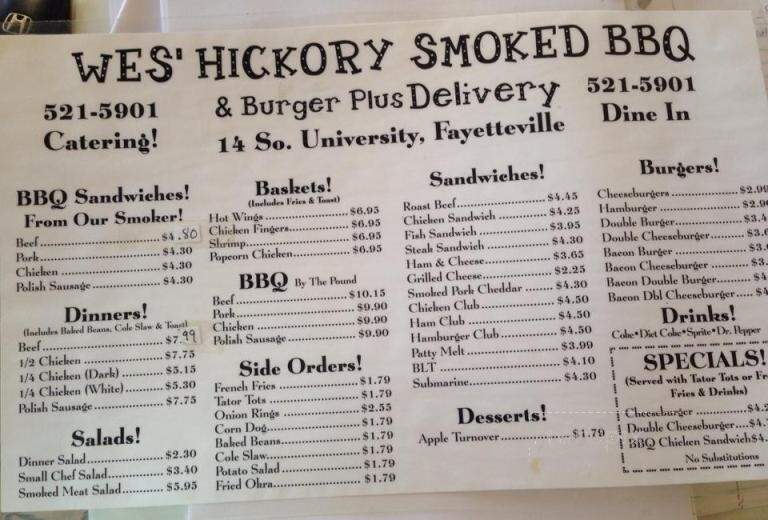 WES' HICKORY SMOKED BBQ
& Burger Plus Delivery
14 So. University, Fayetteville
521-5901
Catering!
521-5901
Dine In
BBQ Sandwiches!
From Our Smoker!
Beef $4.80
Pork $4.30
Chicken $4.30
Polish Sausage $4.30
Dinners!
(Includes Baked Beans, Cole Slaw & Toast)
Beef $7.99
1/2 Chicken $7.75
1/4 Chicken (Dark) $5.15
1/4 Chicken (White) $5.30
Polish Sausage $7.75
Salads!
Dinner Salad $2.30
Small Chef Salad $3.40
Smoked Meat Salad $5.95
Baskets!
(Includes Fries & Toast)
Hot Wings $6.95
Chicken Fingers $6.95
Shrimp $6.95
Popcorn Chicken $6.95
BBQ By The Pound
Beef $10.15
Pork $9.90
Chicken $9.90
Polish Sausage $9.90
Side Orders!
French Fries $1.79
Tator Tots $1.79
Onion Rings $2.55
Corn Dog $1.79
Baked Beans $1.79
Cole Slaw $1.79
Potato Salad $1.79
Fried Okra $1.79
Sandwiches!
Roast Beef $4.45
Chicken Sandwich $4.25
Fish Sandwich $3.95
Steak Sandwich $4.30
Ham & Cheese $3.65
Grilled Cheese $2.25
Smoked Pork Cheddar $4.30
Chicken Club $4.50
Ham Club $4.50
Hamburger Club $4.50
Patty Melt $3.99
BLT $4.10
Submarine $4.30
Desserts!
Apple Turnover $1.79
Burgers!
Cheeseburgers $2.99
Hamburger
Double Burger
Double Cheeseburger
Bacon Burger
Bacon Cheeseburger
Bacon Double Burger
Bacon Dbl Cheeseburger
Drinks!
Coke•Diet Coke•Sprite•Dr. Pepper
SPECIALS!
(Served with Tator Tots or
Fries & Drinks)
Cheeseburger
Double Cheeseburger
BBQ Chicken Sandwich
No Substitutions